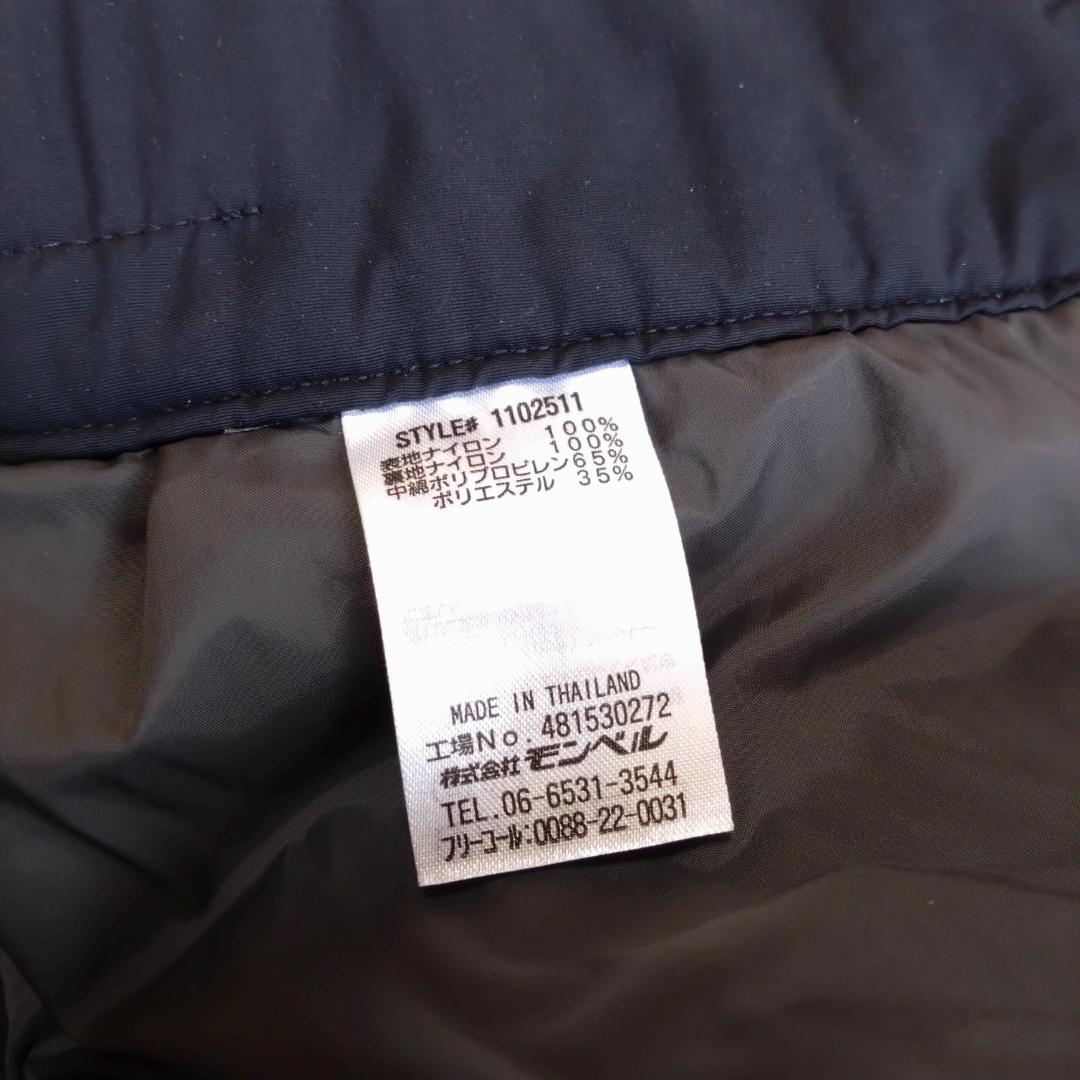 STYLE# 1102511
表地ナイロン 100%
裏地ナイロン 100%
中綿ポリプロピレン65%
ポリエステル 35%
MADE IN THAILAND
工場No.481530272
株式会社モンベル
TEL.06-6531-3544
フリーコール:0088-22-0031